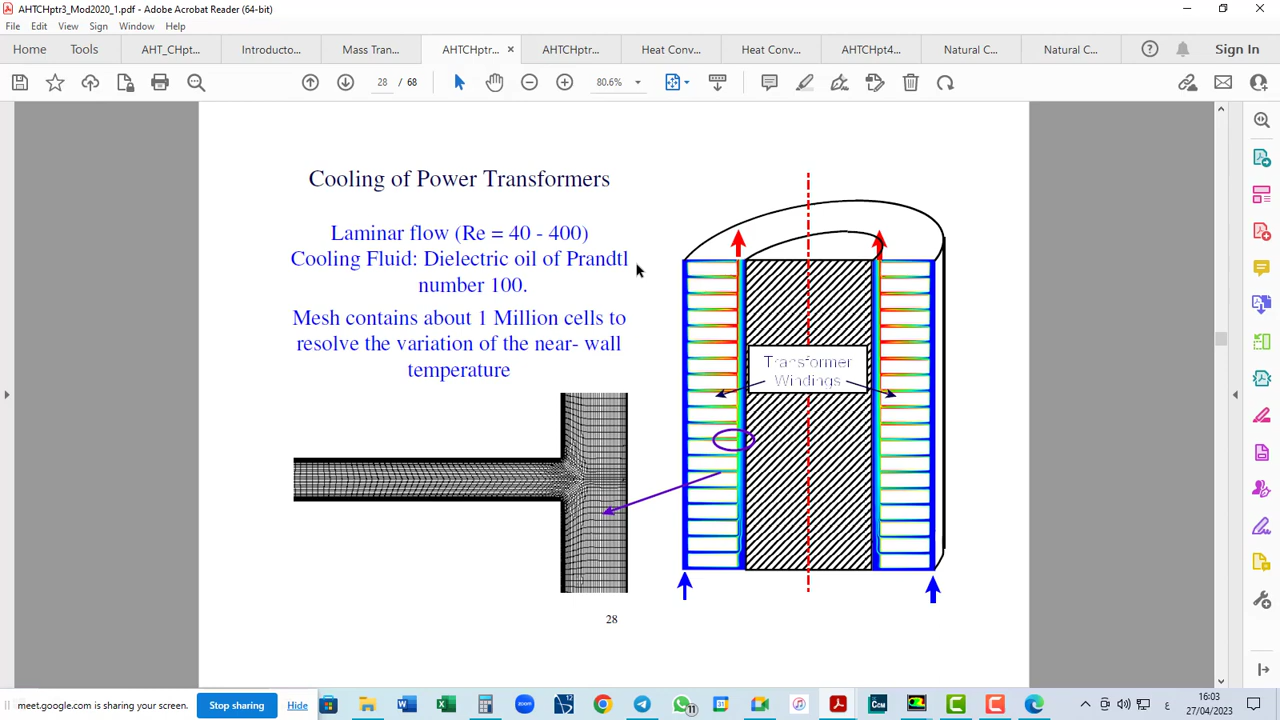 AHTCHptr3_Mod2020_1.pdf - Adobe Acrobat Reader (64-bit)
File Edit View Sign Window Help
Home Tools AHT_CHpt... Introducto... Mass Tran... AHTCHptr... × AHTCHptr... Heat Conv... Heat Conv... AHTCHpt4... Natural C... Natural C... Sign In
28 / 68 80.6%
Cooling of Power Transformers
Laminar flow (Re = 40 - 400)
Cooling Fluid: Dielectric oil of Prandtl
number 100.
Mesh contains about 1 Million cells to
resolve the variation of the near- wall
temperature
Transformer
Windings
28
meet.google.com is sharing your screen. Stop sharing Hide
11
16:03
27/04/2023